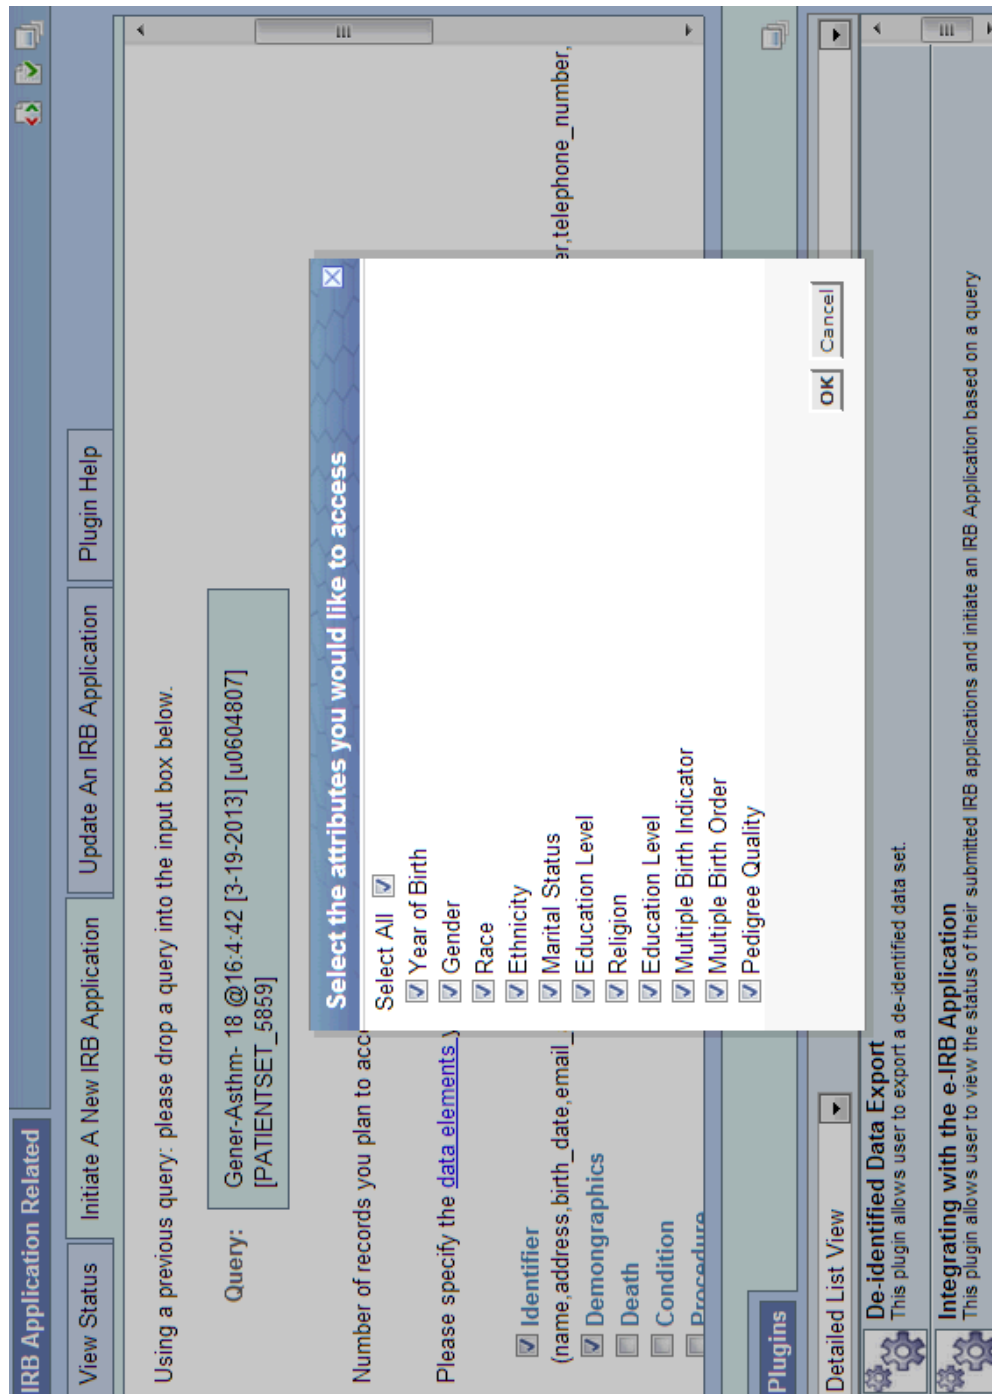 IRB Application Related
View Status
Initiate A New IRB Application
Update An IRB Application
Plugin Help
Using a previous query: please drop a query into the input box below.
Query:
Gener-Asthm- 18 @16:4:42 [3-19-2013] [u0604807]
[PATIENTSET_5859]
Number of records you plan to acc
Please specify the data elements y
Identifier
(name,address,birth_date,email_
er,telephone_number,
Demongraphics
Death
Condition
Procedure
Select the attributes you would like to access
Select All
Year of Birth
Gender
Race
Ethnicity
Marital Status
Education Level
Religion
Education Level
Multiple Birth Indicator
Multiple Birth Order
Pedigree Quality
OK
Cancel
Plugins
Detailed List View
De-identified Data Export
This plugin allows user to export a de-identified data set.
Integrating with the e-IRB Application
This plugin allows user to view the status of their submitted IRB applications and initiate an IRB Application based on a query